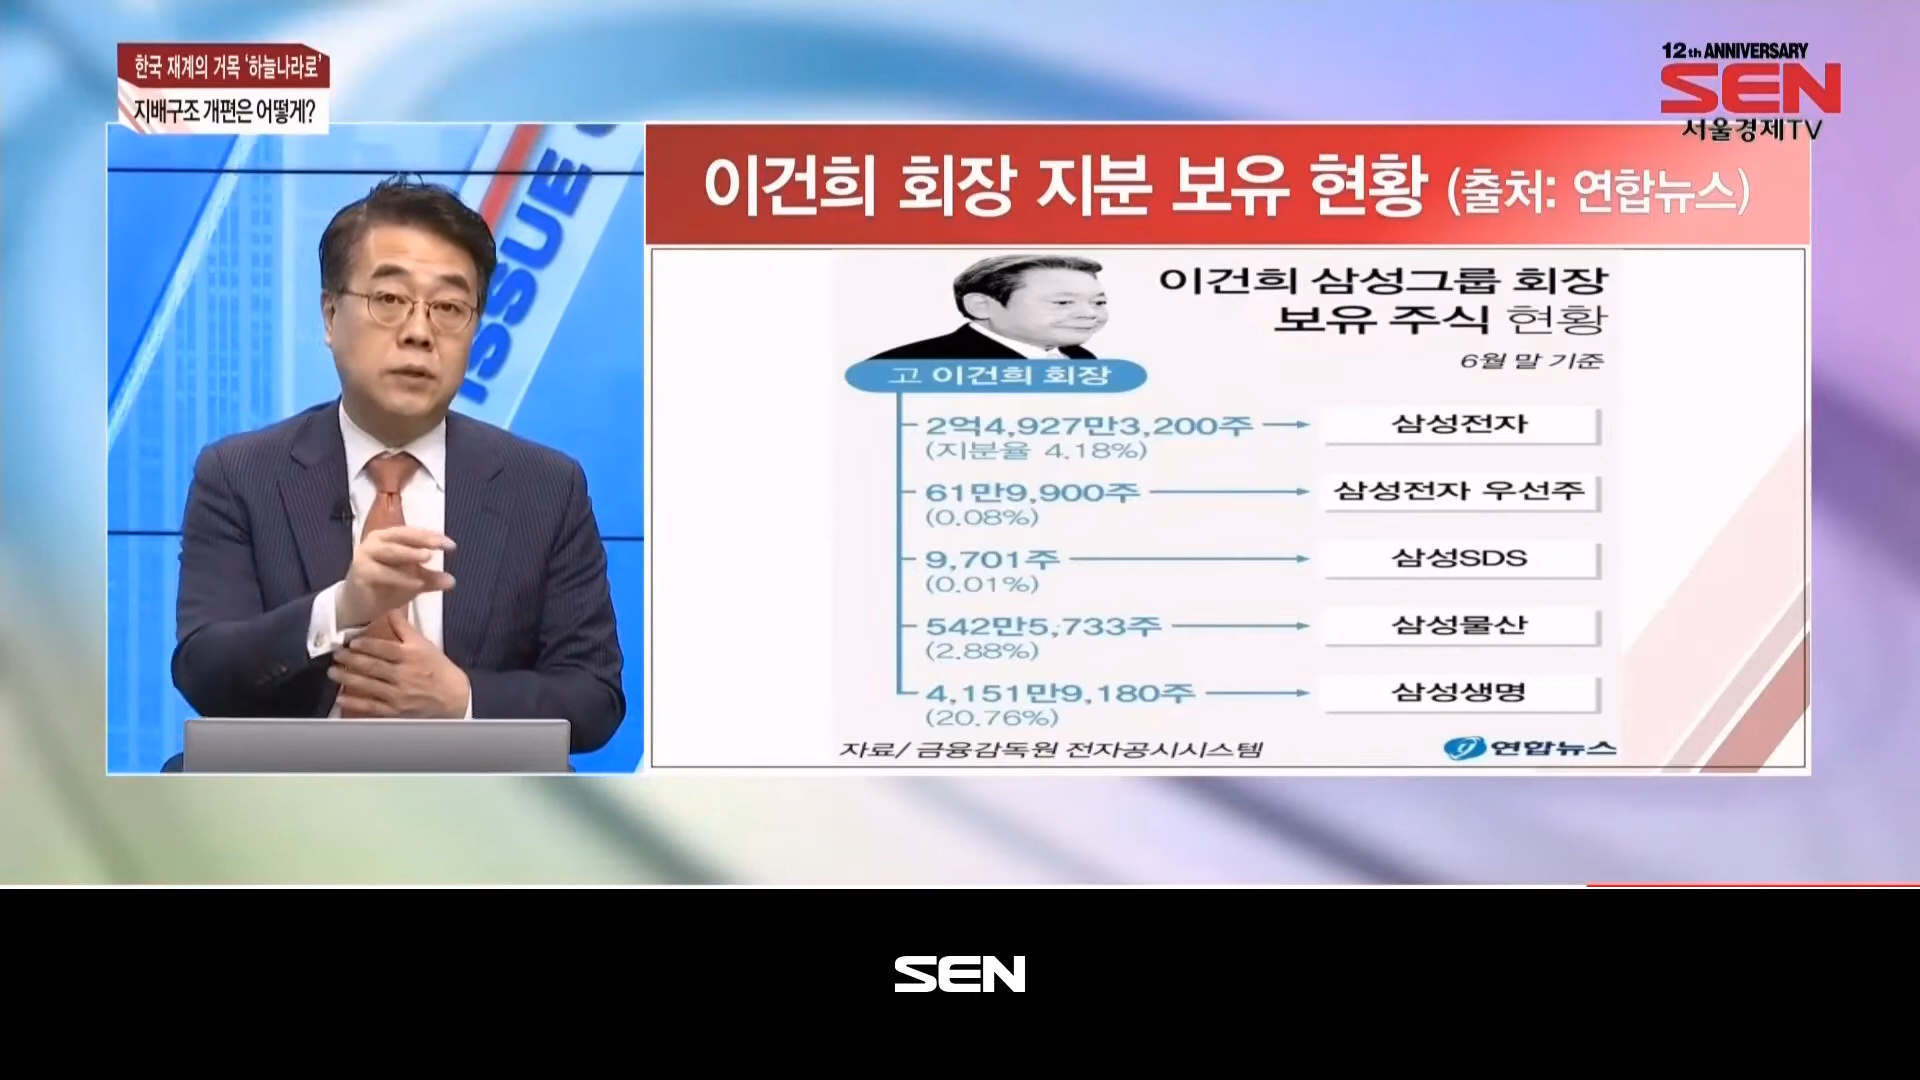 한국 재계의 거목 ‘하늘나라로’
지배구조 개편은 어떻게?
12th ANNIVERSARY
SEN
서울경제TV
ISSUE
이건희 회장 지분 보유 현황 (출처: 연합뉴스)
이건희 삼성그룹 회장
보유 주식 현황
6월 말 기준
고 이건희 회장
2억4,927만3,200주
(지분율 4.18%)
삼성전자
61만9,900주
(0.08%)
삼성전자 우선주
9,701주
(0.01%)
삼성SDS
542만5,733주
(2.88%)
삼성물산
4,151만9,180주
(20.76%)
삼성생명
자료/ 금융감독원 전자공시시스템
연합뉴스
SEN